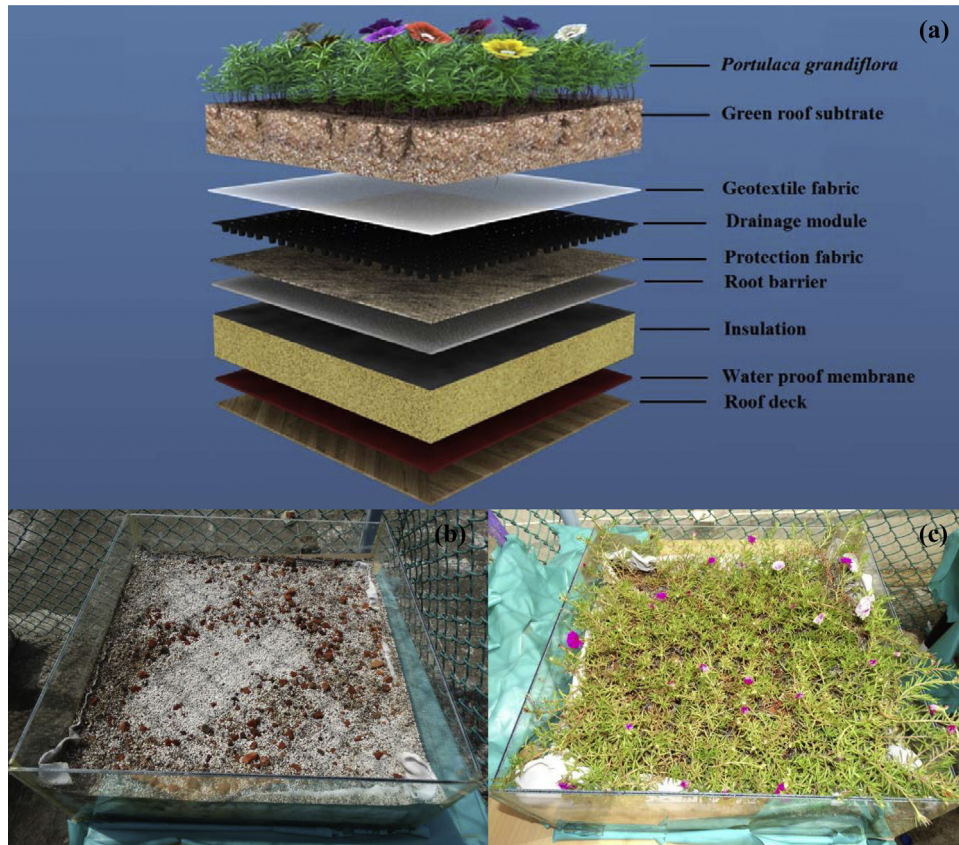 (a)
Portulaca grandiflora
Green roof subtrate
Geotextile fabric
Drainage module
Protection fabric
Root barrier
Insulation
Water proof membrane
Roof deck
(b)
(c)